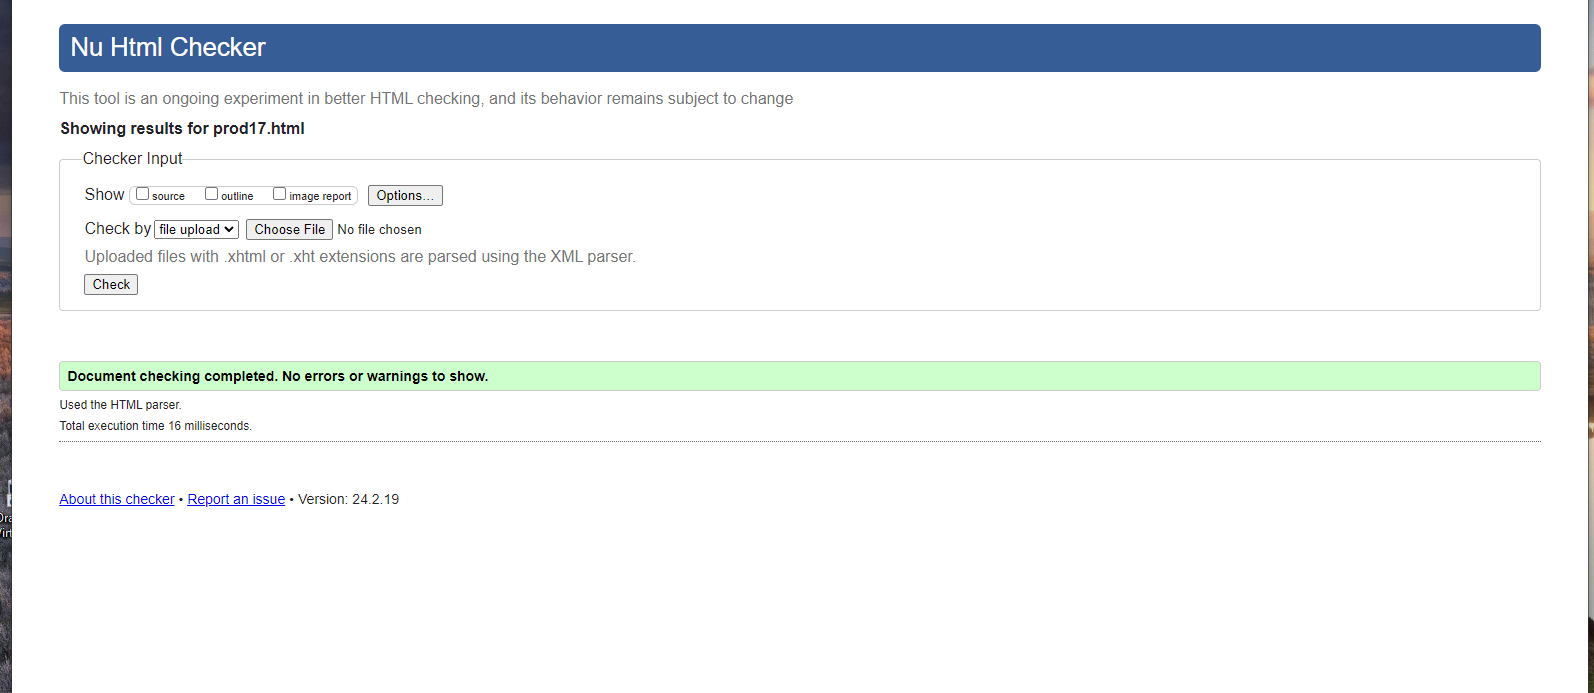 Nu Html Checker
This tool is an ongoing experiment in better HTML checking, and its behavior remains subject to change
Showing results for prod17.html
Checker Input
Show source outline image report Options...
Check by file upload Choose File No file chosen
Uploaded files with .xhtml or .xht extensions are parsed using the XML parser.
Check
Document checking completed. No errors or warnings to show.
Used the HTML parser.
Total execution time 16 milliseconds.
About this checker • Report an issue • Version: 24.2.19